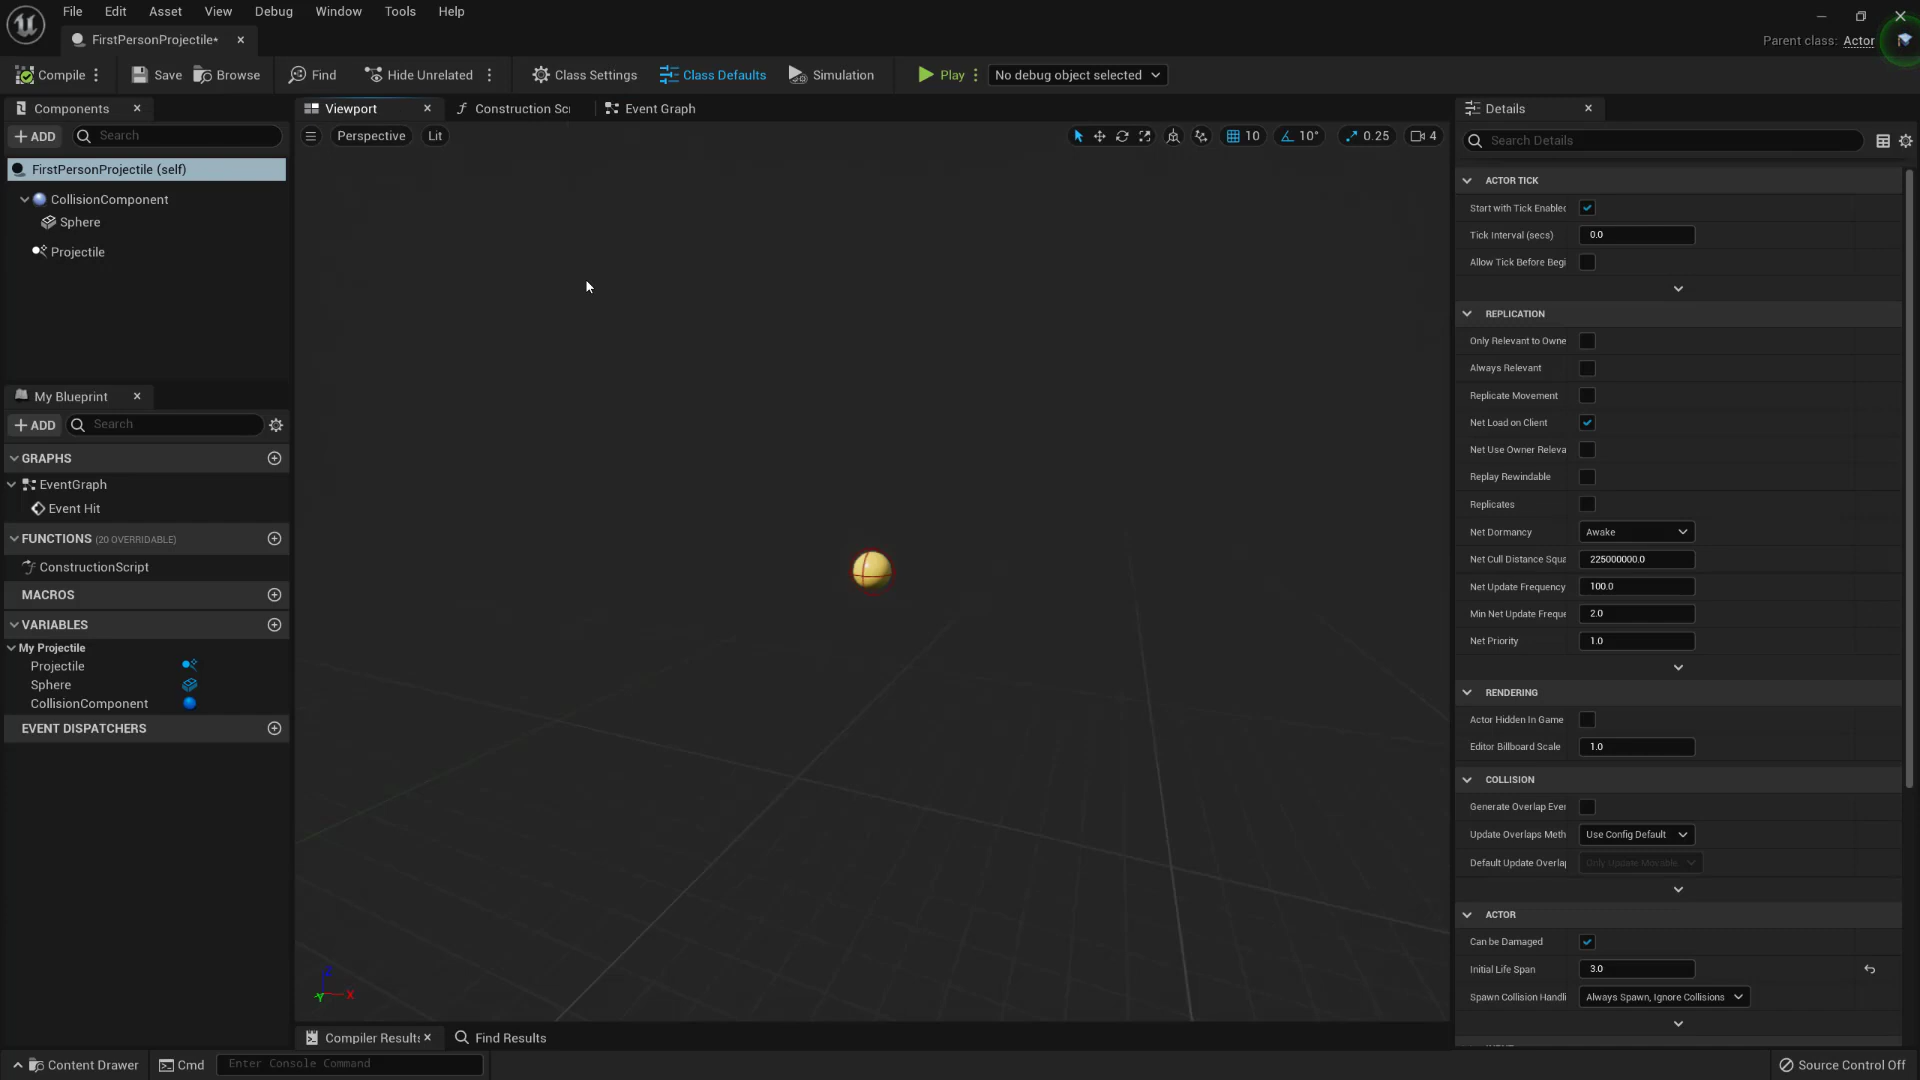 File Edit Asset View Debug Window Tools Help
FirstPersonProjectile*
Parent class: Actor
Compile Save Browse Find Hide Unrelated Class Settings Class Defaults Simulation Play No debug object selected
Components
ADD Search
FirstPersonProjectile (self)
CollisionComponent
Sphere
Projectile
My Blueprint
ADD Search
GRAPHS
EventGraph
Event Hit
FUNCTIONS (20 OVERRIDABLE)
ConstructionScript
MACROS
VARIABLES
My Projectile
Projectile
Sphere
CollisionComponent
EVENT DISPATCHERS
Viewport Construction Scr Event Graph
Perspective Lit 10 10° 0.25 4
Z
Y X
Compiler Results Find Results
Details
Search Details
ACTOR TICK
Start with Tick Enabled
Tick Interval (secs) 0.0
Allow Tick Before Begi
REPLICATION
Only Relevant to Owne
Always Relevant
Replicate Movement
Net Load on Client
Net Use Owner Releva
Replay Rewindable
Replicates
Net Dormancy Awake
Net Cull Distance Squa 225000000.0
Net Update Frequency 100.0
Min Net Update Freque 2.0
Net Priority 1.0
RENDERING
Actor Hidden In Game
Editor Billboard Scale 1.0
COLLISION
Generate Overlap Ever
Update Overlaps Meth Use Config Default
Default Update Overlap Only Update Movable
ACTOR
Can be Damaged
Initial Life Span 3.0
Spawn Collision Handli Always Spawn, Ignore Collisions
Content Drawer Cmd Enter Console Command Source Control Off